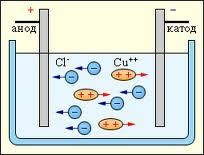 + −
анод катод
Cl⁻ Cu⁺⁺
− + + −
− + +
+ + −
− + +
− + +